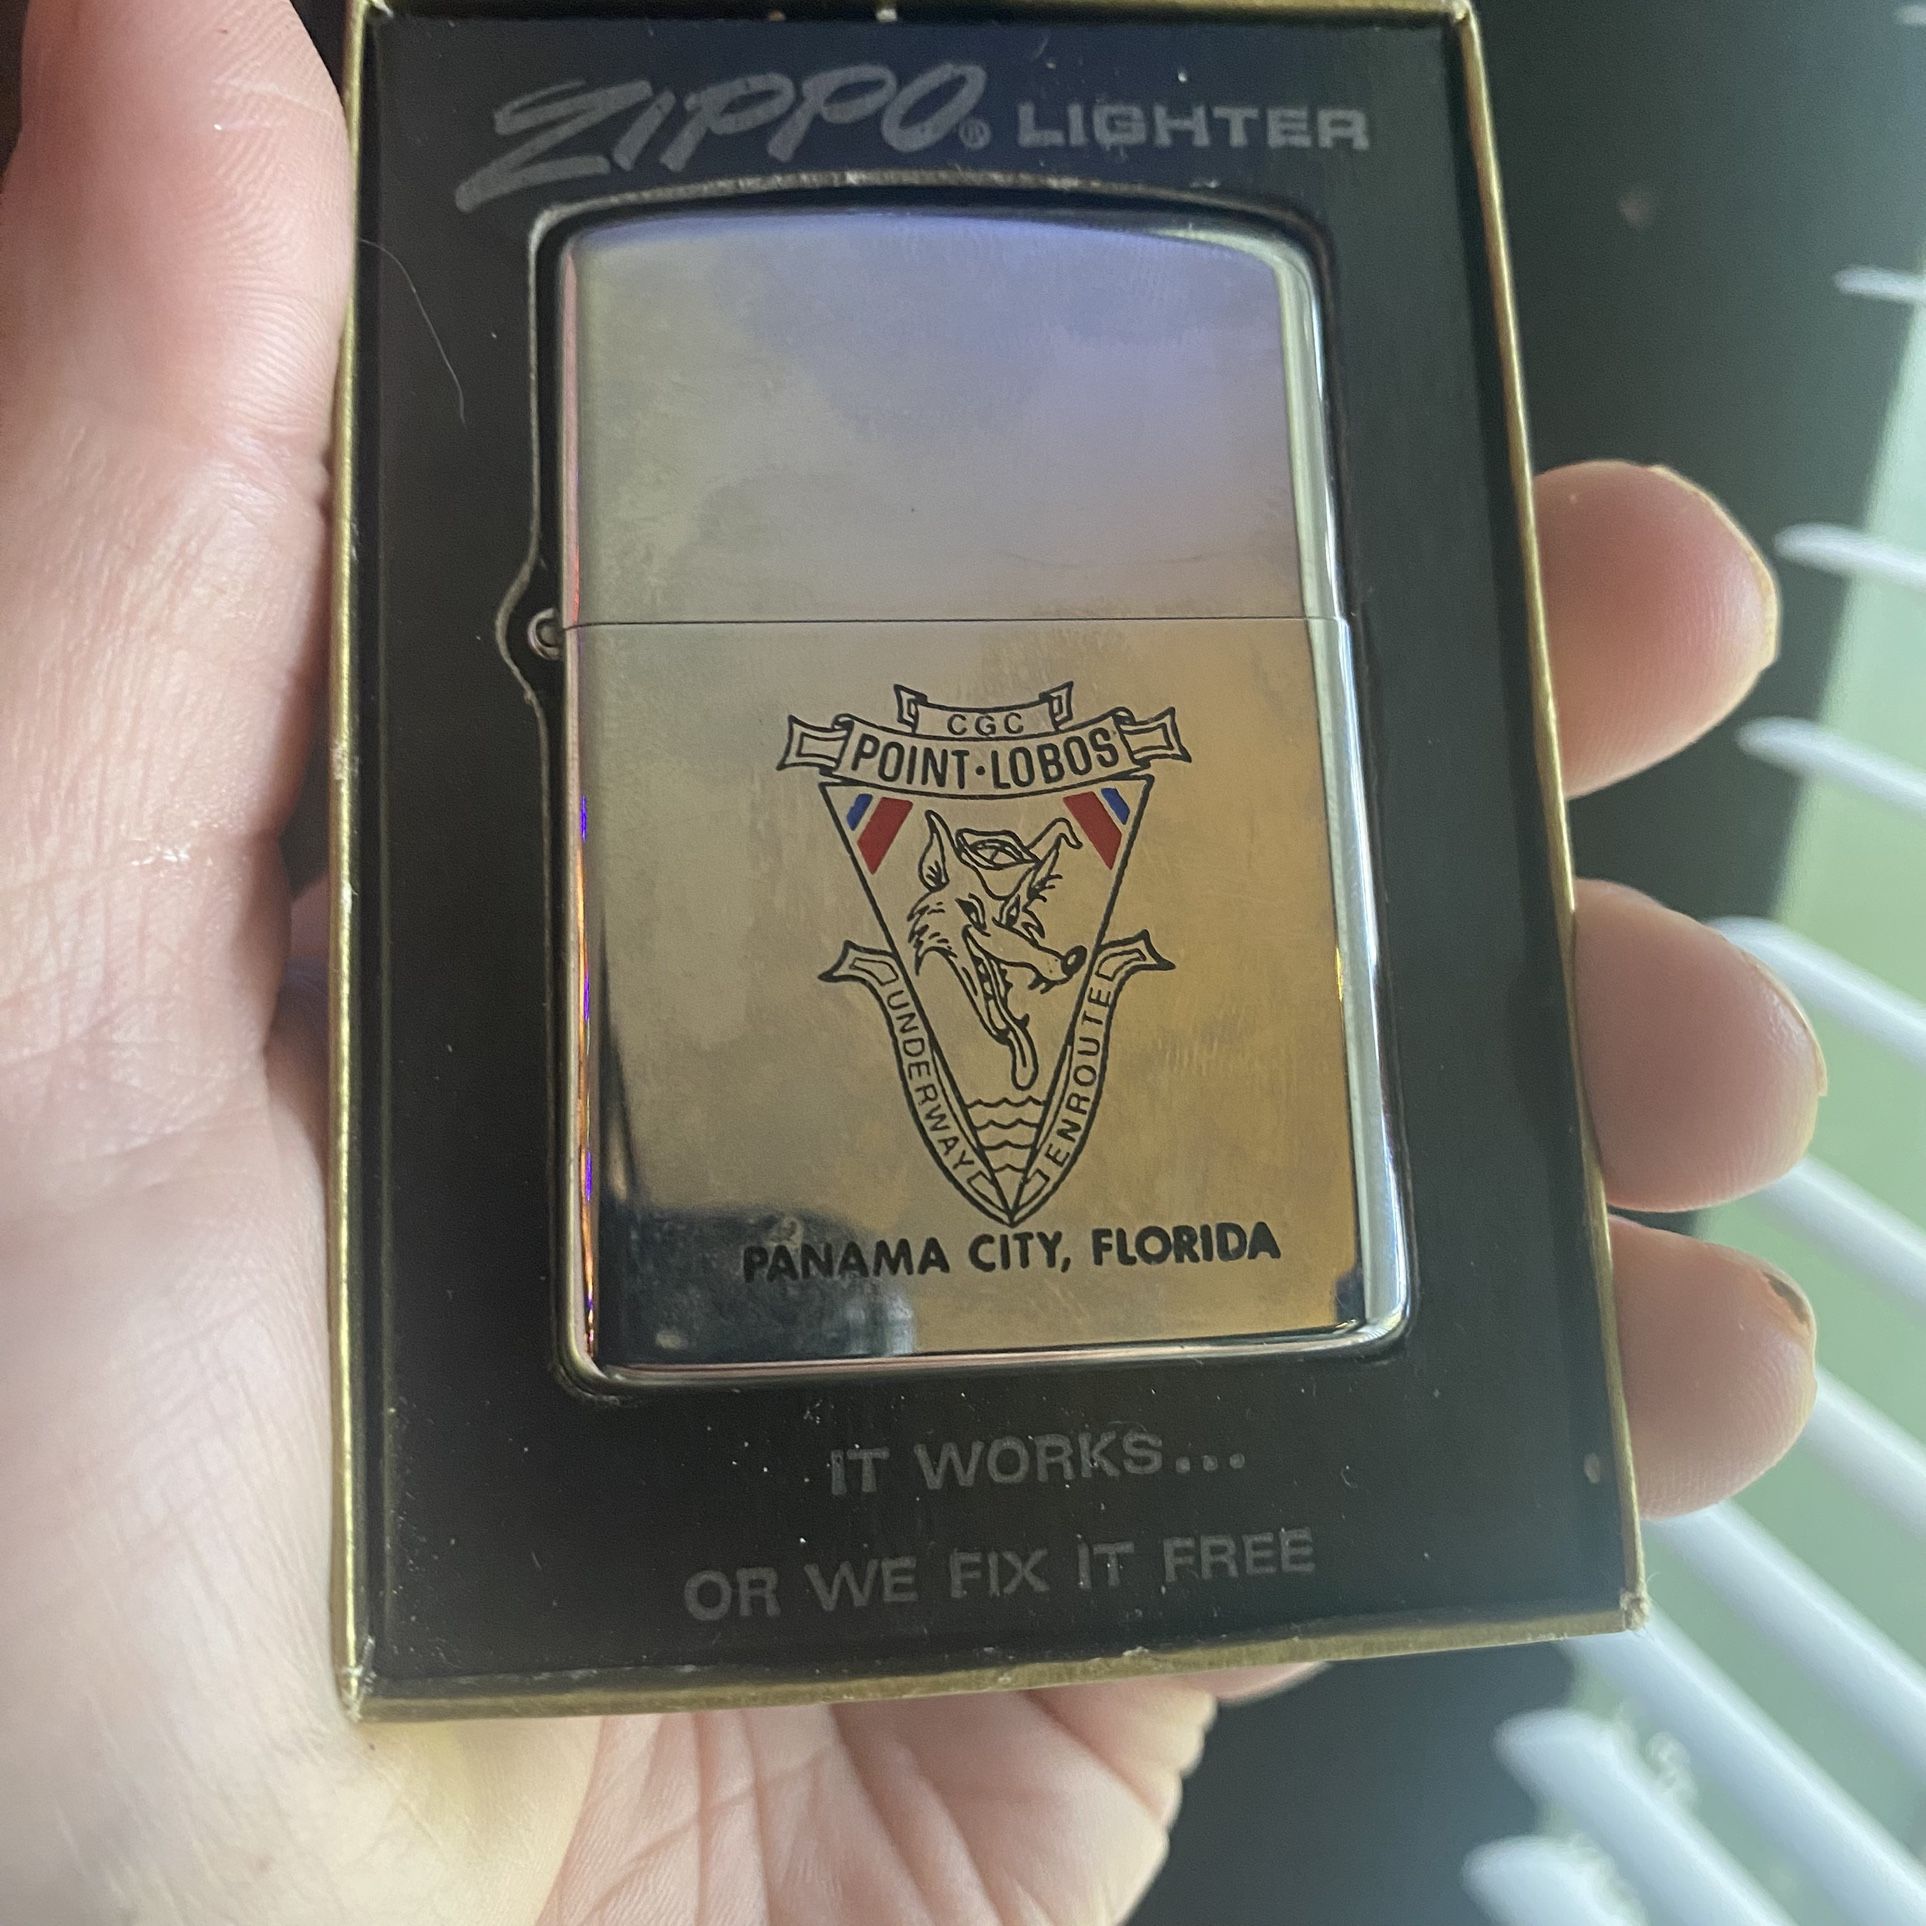 ZIPPO® LIGHTER
CGC
POINT·LOBOS
UNDERWAY
ENROUTE
PANAMA CITY, FLORIDA
IT WORKS...
OR WE FIX IT FREE